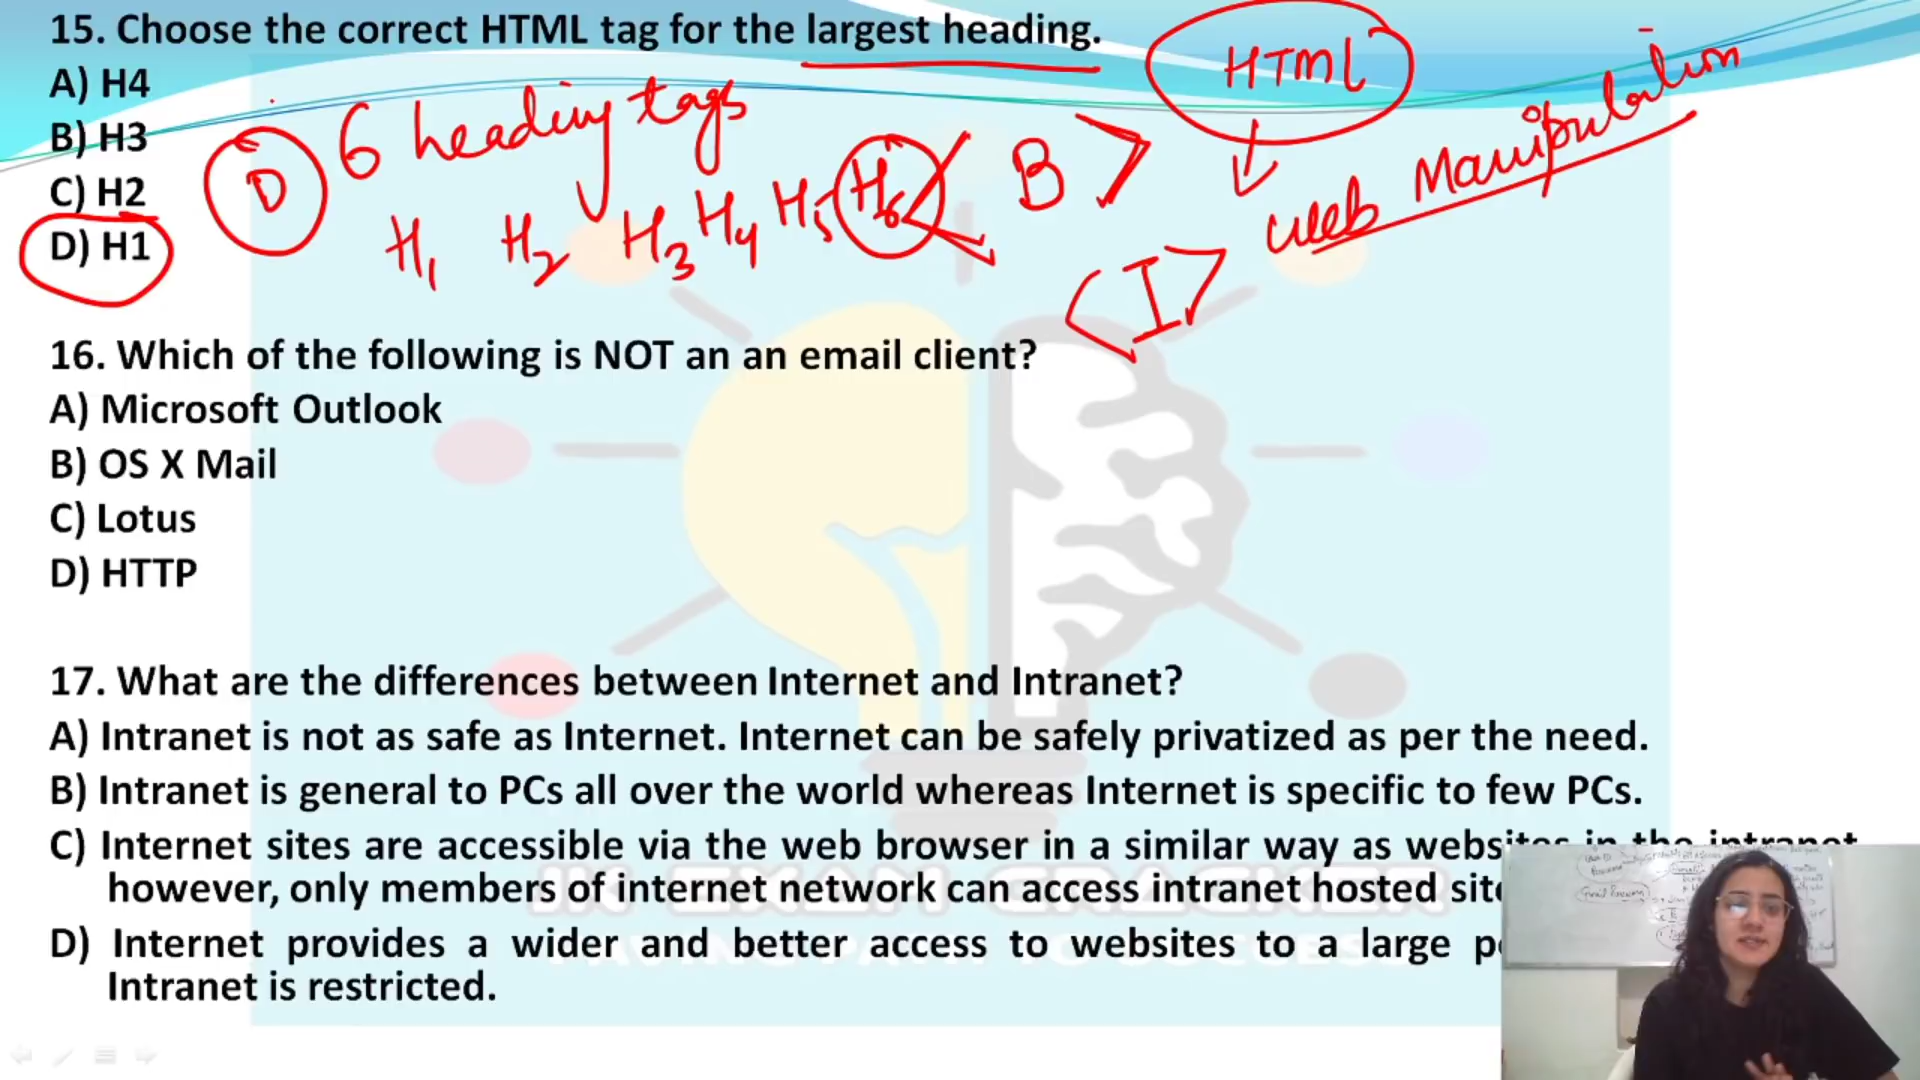 15. Choose the correct HTML tag for the largest heading.
A) H4
B) H3
C) H2
D) H1
D
6 heading tags
H1 H2 H3 H4 H5 H6
< B >
<I>
HTML
Web Manipulation
16. Which of the following is NOT an an email client?
A) Microsoft Outlook
B) OS X Mail
C) Lotus
D) HTTP
17. What are the differences between Internet and Intranet?
A) Intranet is not as safe as Internet. Internet can be safely privatized as per the need.
B) Intranet is general to PCs all over the world whereas Internet is specific to few PCs.
C) Internet sites are accessible via the web browser in a similar way as websites in the intranet
however, only members of internet network can access intranet hosted
D) Internet provides a wider and better access to websites to a large
Intranet is restricted.
JK EXAM CRACKER